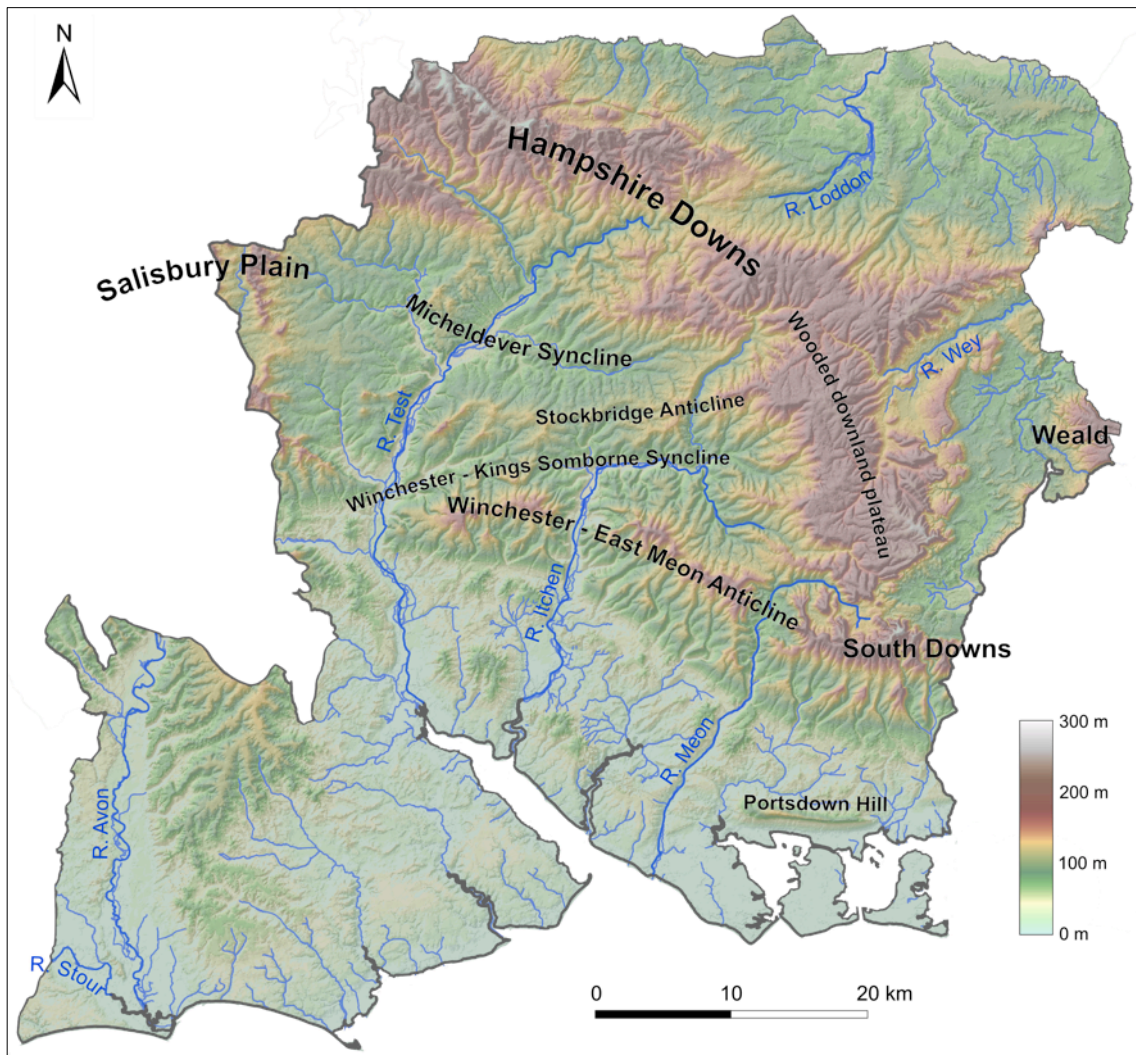 N
Hampshire Downs
R. Loddon
Salisbury Plain
Micheldever Syncline
Wooded downland plateau
R. Wey
R. Test
Stockbridge Anticline
Weald
Winchester - Kings Somborne Syncline
Winchester - East Meon Anticline
R. Itchen
South Downs
R. Meon
300 m
200 m
100 m
0 m
Portsdown Hill
R. Avon
R. Stour
0 10 20 km